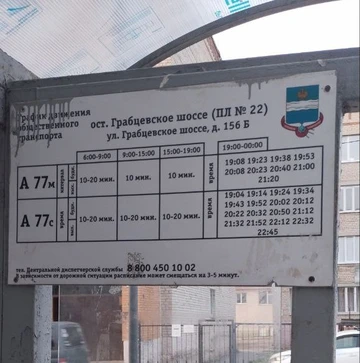 График движения
общественного
транспорта
ост. Грабцевское шоссе (ПЛ № 22)
ул. Грабцевское шоссе, д. 156 Б
6:00-9:00 9:00-15:00 15:00-19:00 19:00-00:00
А 77м интервал 10-20 мин. 10 мин. 10 мин. время 19:08 19:23 19:38 19:53
20:08 20:23 20:40 21:00
21:20
А 77с время 10-20 мин. 10-20 мин. 10-20 мин. время 19:04 19:14 19:24 19:34
19:43 19:52 20:02 20:12
20:22 20:32 20:50 21:12
21:32 21:52 22:12 22:32
22:45
тел. Центральной диспетчерской службы 8 800 450 10 02
В зависимости от дорожной ситуации расписание может смещаться на 3-5 минут.